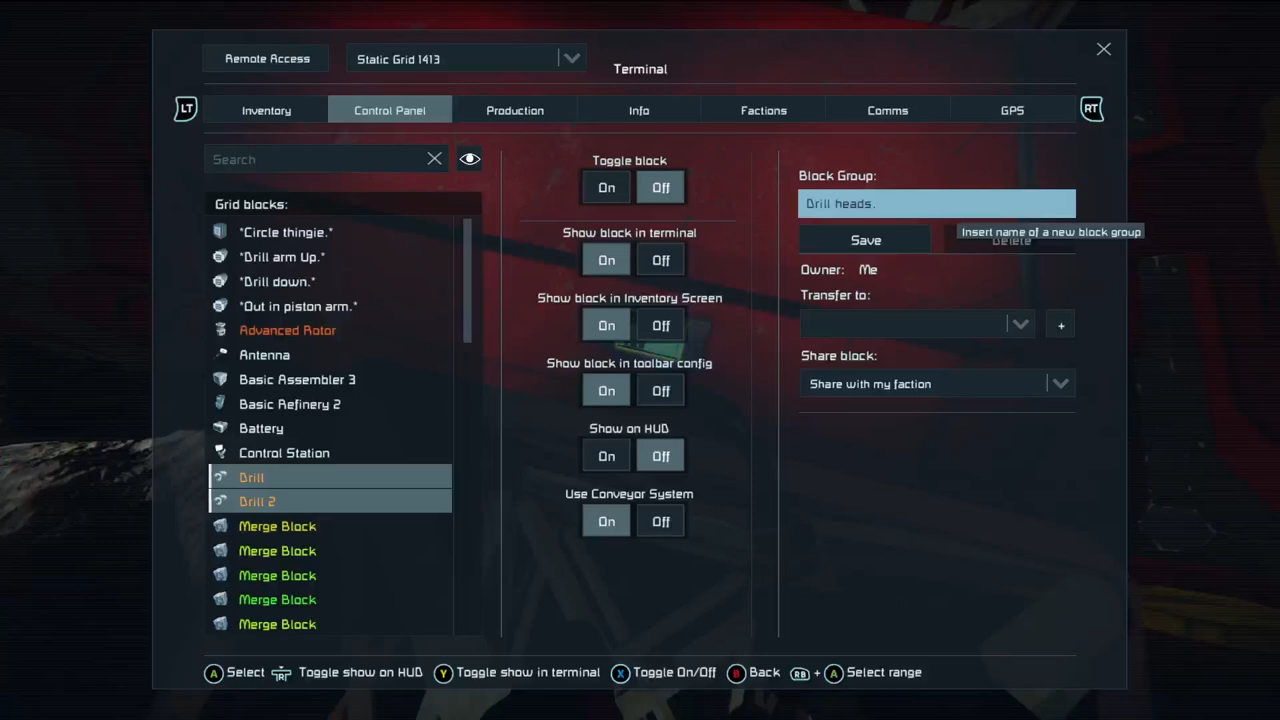 Remote Access
Static Grid 1413
Terminal
LT
Inventory
Control Panel
Production
Info
Factions
Comms
GPS
RT
Search
Grid blocks:
*Circle thingie.*
*Drill arm Up.*
*Drill down.*
*Out in piston arm.*
Advanced Rotor
Antenna
Basic Assembler 3
Basic Refinery 2
Battery
Control Station
Drill
Drill 2
Merge Block
Merge Block
Merge Block
Merge Block
Merge Block
Toggle block
On Off
Show block in terminal
On Off
Show block in Inventory Screen
On Off
Show block in toolbar config
On Off
Show on HUD
On Off
Use Conveyor System
On Off
Block Group:
Drill heads.
Insert name of a new block group
Save
Delete
Owner: Me
Transfer to:
+
Share block:
Share with my faction
A Select R Toggle show on HUD Y Toggle show in terminal X Toggle On/Off B Back RB + A Select range